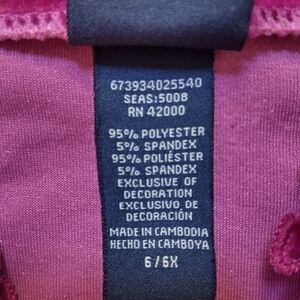 673934025540
SEAS:5008
RN 42000
95% POLYESTER
5% SPANDEX
95% POLIÉSTER
5% SPANDEX
EXCLUSIVE OF
DECORATION
EXCLUSIVO DE
DECORACIÓN
MADE IN CAMBODIA
HECHO EN CAMBOYA
6/6X